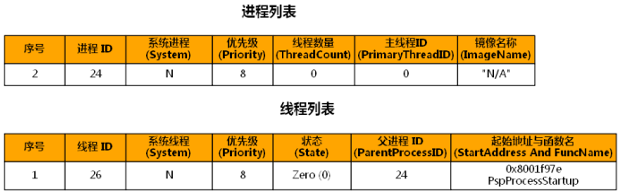 进程列表
序号 进程 ID 系统进程 (System) 优先级 (Priority) 线程数量 (ThreadCount) 主线程ID (PrimaryThreadID) 镜像名称 (ImageName)
2 24 N 8 0 0 "N/A"
线程列表
序号 线程 ID 系统线程 (System) 优先级 (Priority) 状态 (State) 父进程 ID (ParentProcessID) 起始地址与函数名 (StartAddress And FuncName)
1 26 N 8 Zero (0) 24 0x8001f97e PspProcessStartup